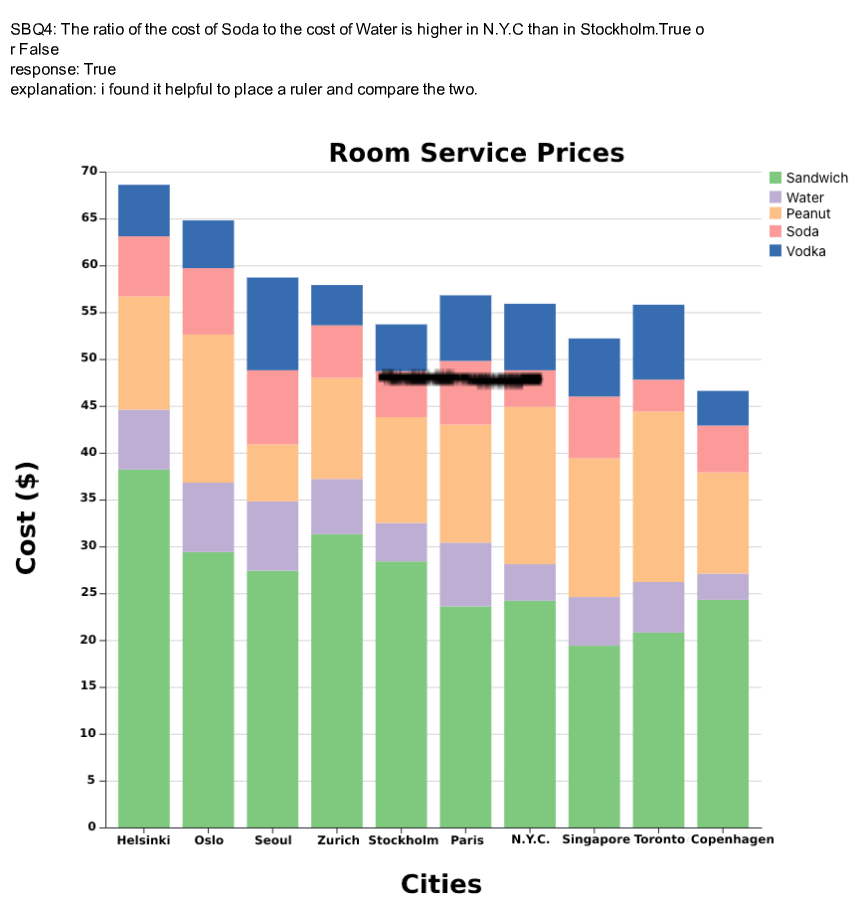 SBQ4: The ratio of the cost of Soda to the cost of Water is higher in N.Y.C than in Stockholm.True o
r False
response: True
explanation: i found it helpful to place a ruler and compare the two.
Room Service Prices
Sandwich
Water
Peanut
Soda
Vodka
70
65
60
55
50
45
40
35
30
25
20
15
10
5
0
Cost ($)
Helsinki Oslo Seoul Zurich Stockholm Paris N.Y.C. Singapore Toronto Copenhagen
Cities